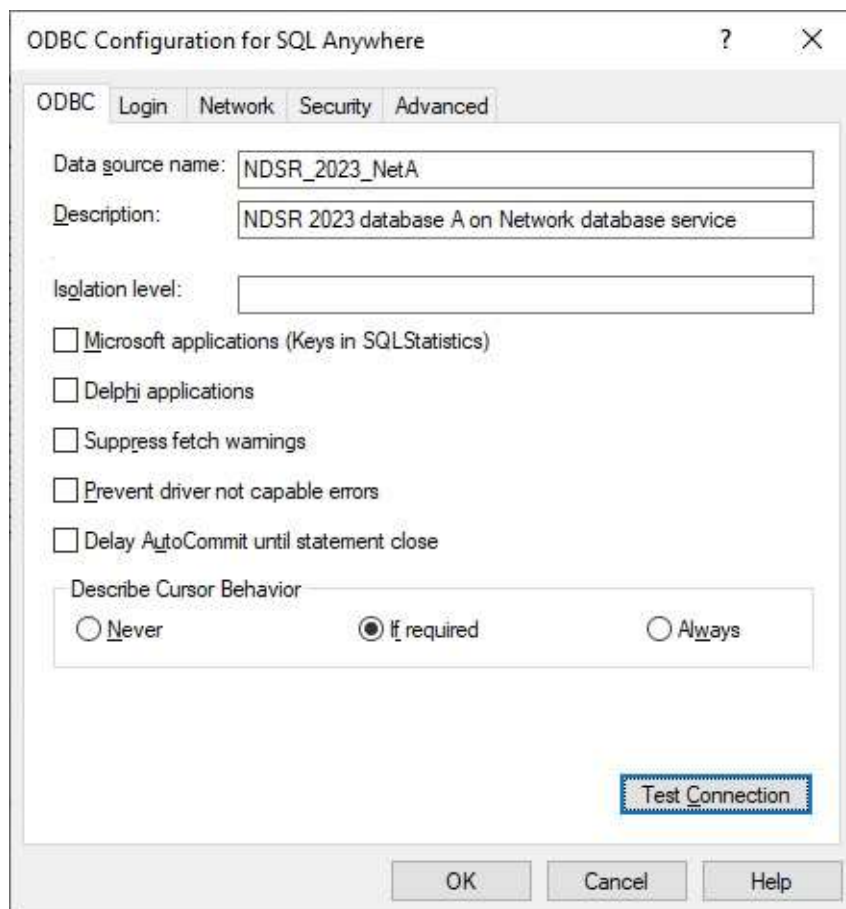 ODBC Configuration for SQL Anywhere ? X
ODBC Login Network Security Advanced
Data source name: NDSR_2023_NetA
Description: NDSR 2023 database A on Network database service
Isolation level:
Microsoft applications (Keys in SQLStatistics)
Delphi applications
Suppress fetch warnings
Prevent driver not capable errors
Delay AutoCommit until statement close
Describe Cursor Behavior
Never If required Always
Test Connection
OK Cancel Help